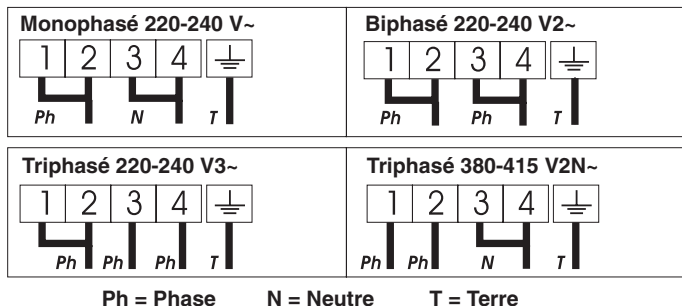 Monophasé 220-240 V~
1 2 3 4
Ph N T
Biphasé 220-240 V2~
1 2 3 4
Ph Ph T
Triphasé 220-240 V3~
1 2 3 4
Ph Ph Ph T
Triphasé 380-415 V2N~
1 2 3 4
Ph Ph N T
Ph = Phase N = Neutre T = Terre